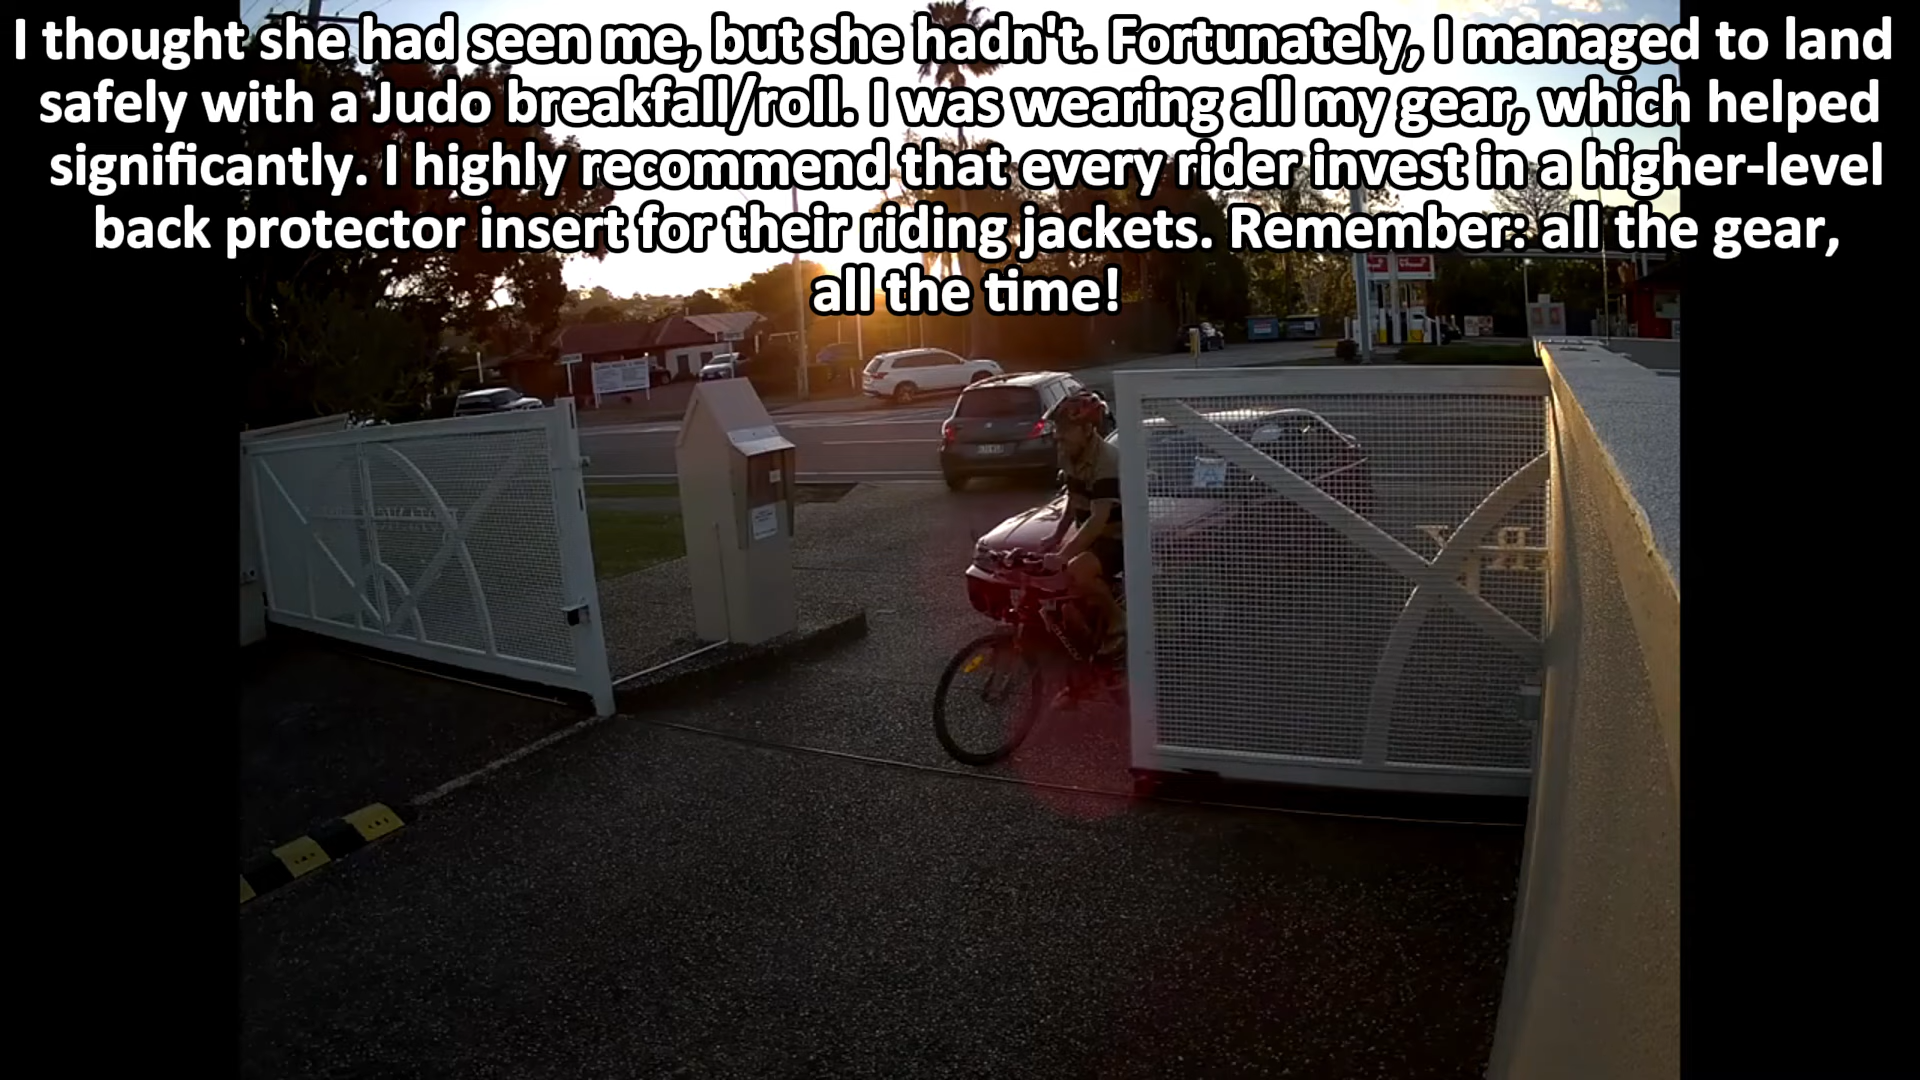 I thought she had seen me, but she hadn't. Fortunately, I managed to land
safely with a Judo breakfall/roll. I was wearing all my gear, which helped
significantly. I highly recommend that every rider invest in a higher-level
back protector insert for their riding jackets. Remember: all the gear,
all the time!